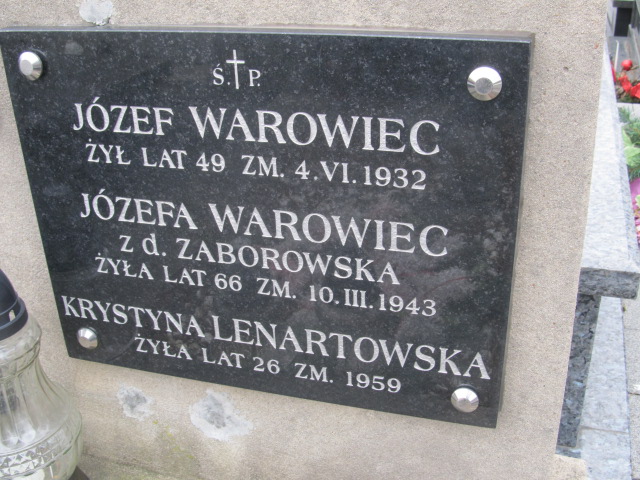 Ś.†P.
JÓZEF WAROWIEC
ŻYŁ LAT 49 ZM. 4.VI.1932
JÓZEFA WAROWIEC
Z d. ZABOROWSKA
ŻYŁA LAT 66 ZM. 10.III.1943
KRYSTYNA LENARTOWSKA
ŻYŁA LAT 26 ZM. 1959